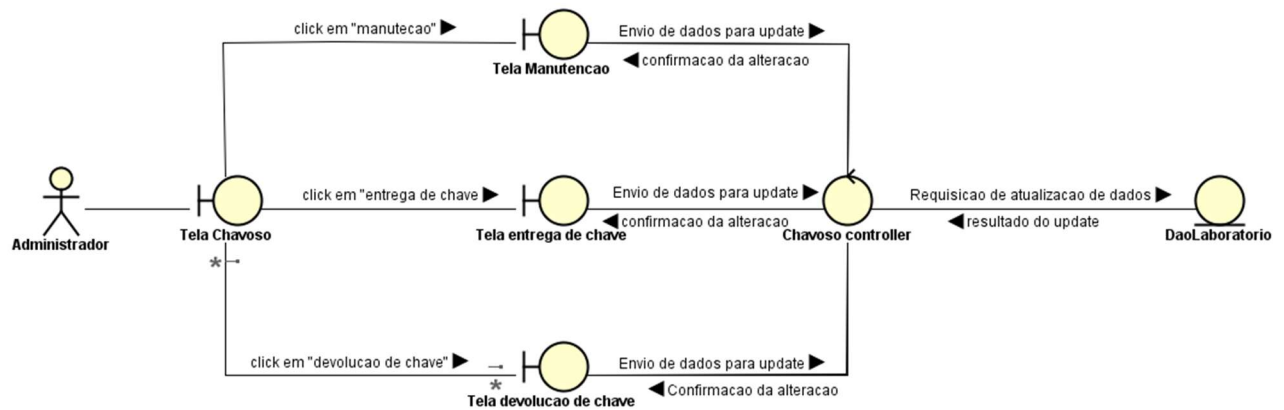 click em "manutecao"
Envio de dados para update
confirmacao da alteracao
Tela Manutencao
click em "entrega de chave
Envio de dados para update
Requisicao de atualizacao de dados
confirmacao da alteracao
resultado do update
Administrador
Tela Chavoso
Tela entrega de chave
Chavoso controller
DaoLaboratorio
*
click em "devolucao de chave"
Envio de dados para update
*
Confirmacao da alteracao
Tela devolucao de chave